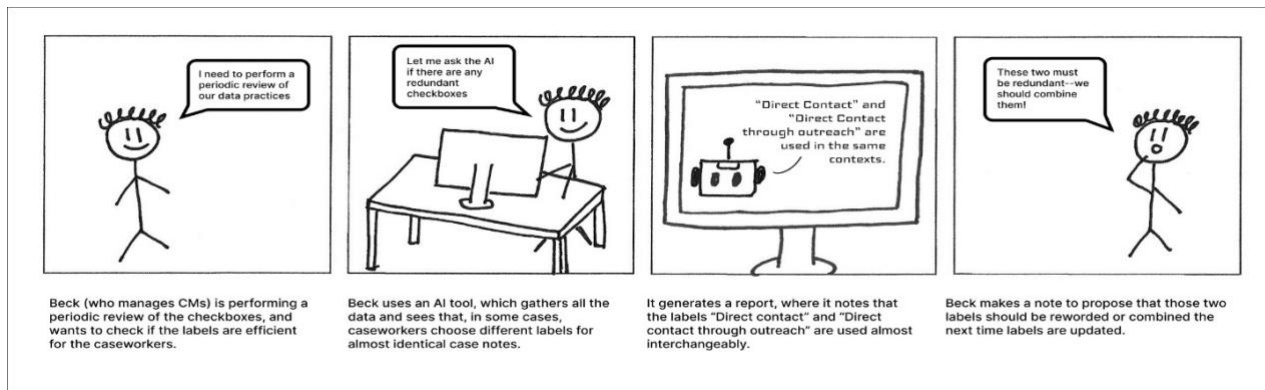 I need to perform a
periodic review of
our data practices
Let me ask the AI
if there are any
redundant
checkboxes
"Direct Contact" and
"Direct Contact
through outreach" are
used in the same
contexts.
These two must
be redundant--we
should combine
them!
Beck (who manages CMs) is performing a
periodic review of the checkboxes, and
wants to check if the labels are efficient
for the caseworkers.
Beck uses an AI tool, which gathers all the
data and sees that, in some cases,
caseworkers choose different labels for
almost identical case notes.
It generates a report, where it notes that
the labels "Direct contact" and "Direct
contact through outreach" are used almost
interchangeably.
Beck makes a note to propose that those two
labels should be reworded or combined the
next time labels are updated.